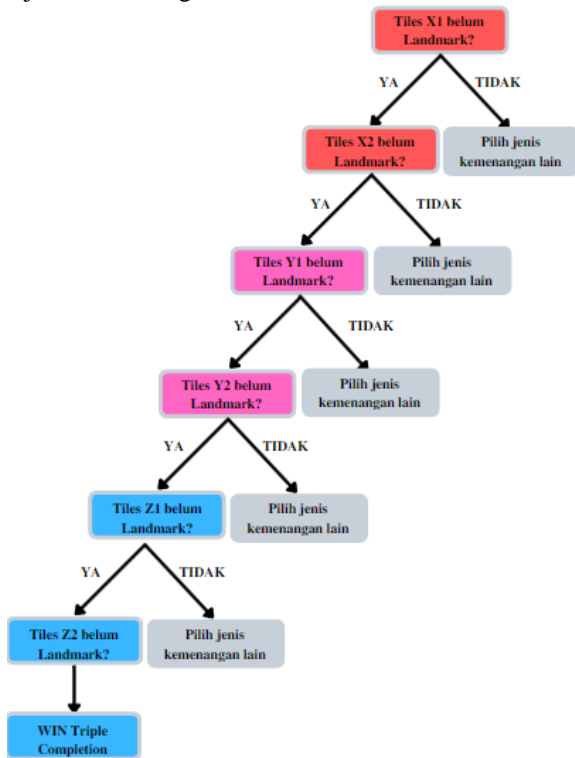 Tiles X1 belum
Landmark?
YA
TIDAK
Tiles X2 belum
Landmark?
Pilih jenis
kemenangan lain
YA
TIDAK
Tiles Y1 belum
Landmark?
Pilih jenis
kemenangan lain
YA
TIDAK
Tiles Y2 belum
Landmark?
Pilih jenis
kemenangan lain
YA
TIDAK
Tiles Z1 belum
Landmark?
Pilih jenis
kemenangan lain
YA
TIDAK
Tiles Z2 belum
Landmark?
Pilih jenis
kemenangan lain
WIN Triple
Completion